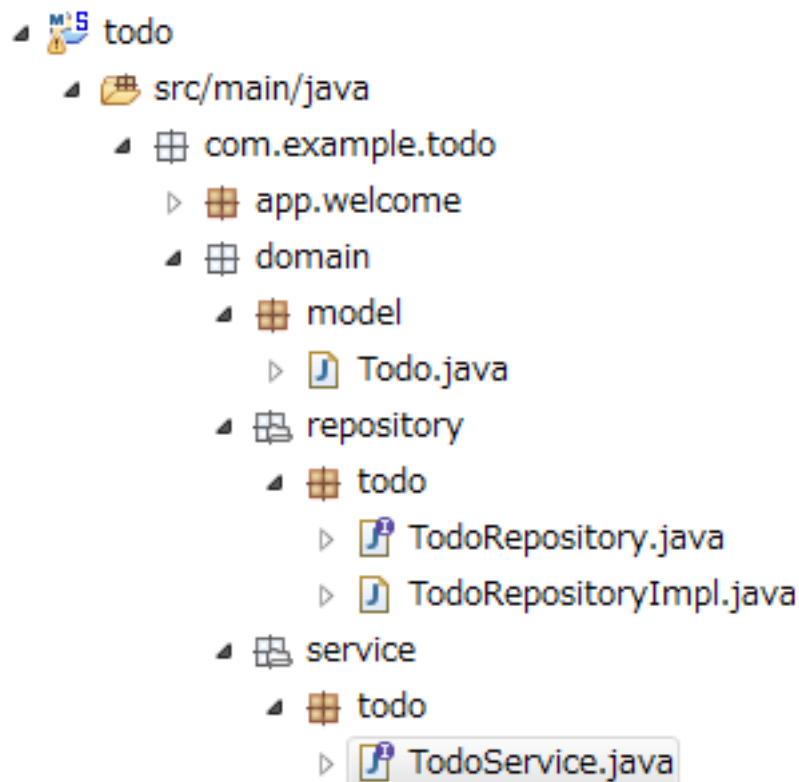 todo
src/main/java
com.example.todo
app.welcome
domain
model
Todo.java
repository
todo
TodoRepository.java
TodoRepositoryImpl.java
service
todo
TodoService.java